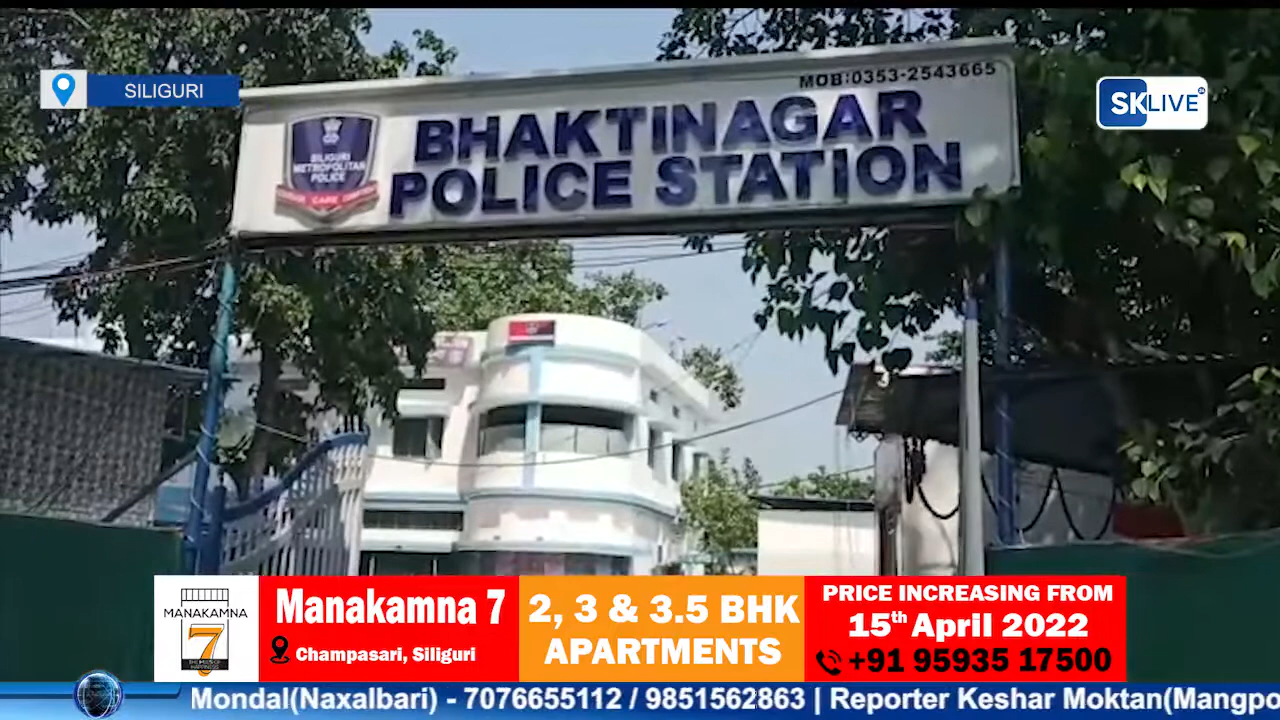 SILIGURI
SKLIVE
24
MOB:0353-2543665
BHAKTINAGAR
POLICE STATION
SILIGURI
METROPOLITAN
POLICE
CARE
MANAKAMNA
7
Manakamna 7
Champasari, Siliguri
2, 3 & 3.5 BHK
APARTMENTS
PRICE INCREASING FROM
15th April 2022
+91 95935 17500
Mondal(Naxalbari) - 7076655112 / 9851562863 | Reporter Keshar Moktan(Mangpo